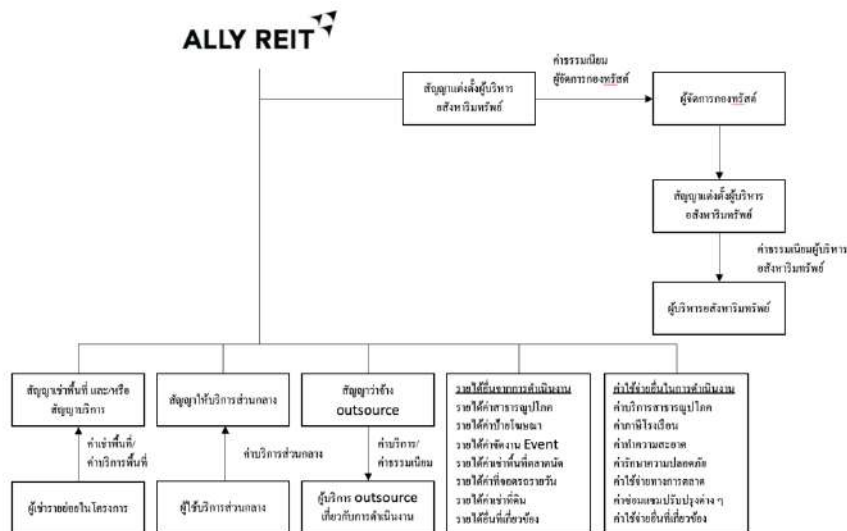 ALLY REIT
สัญญาแต่งตั้งผู้บริหาร
อสังหาริมทรัพย์
ค่าธรรมเนียม
ผู้จัดการกองทรัสต์
ผู้จัดการกองทรัสต์
สัญญาแต่งตั้งผู้บริหาร
อสังหาริมทรัพย์
ค่าธรรมเนียมผู้บริหาร
อสังหาริมทรัพย์
ผู้บริหารอสังหาริมทรัพย์
สัญญาเช่าพื้นที่ และ/หรือ
สัญญาบริการ
ค่าเช่าพื้นที่/
ค่าบริการพื้นที่
ผู้เช่ารายย่อยในโครงการ
สัญญาให้บริการส่วนกลาง
ค่าบริการส่วนกลาง
ผู้ใช้บริการส่วนกลาง
สัญญาว่าจ้าง
outsource
ค่าบริการ/
ค่าธรรมเนียม
ผู้บริการ outsource
เกี่ยวกับการดำเนินงาน
รายได้อื่นจากการดำเนินงาน
รายได้ค่าสาธารณูปโภค
รายได้ค่าป้ายโฆษณา
รายได้ค่าจัดงาน Event
รายได้ค่าเช่าพื้นที่ตลาดนัด
รายได้ค่าที่จอดรถรายวัน
รายได้ค่าเช่าที่ดิน
รายได้อื่นที่เกี่ยวข้อง
ค่าใช้จ่ายอื่นในการดำเนินงาน
ค่าบริการสาธารณูปโภค
ค่าภาษีโรงเรือน
ค่าทำความสะอาด
ค่ารักษาความปลอดภัย
ค่าใช้จ่ายทางการตลาด
ค่าซ่อมแซมปรับปรุงต่าง ๆ
ค่าใช้จ่ายอื่นที่เกี่ยวข้อง